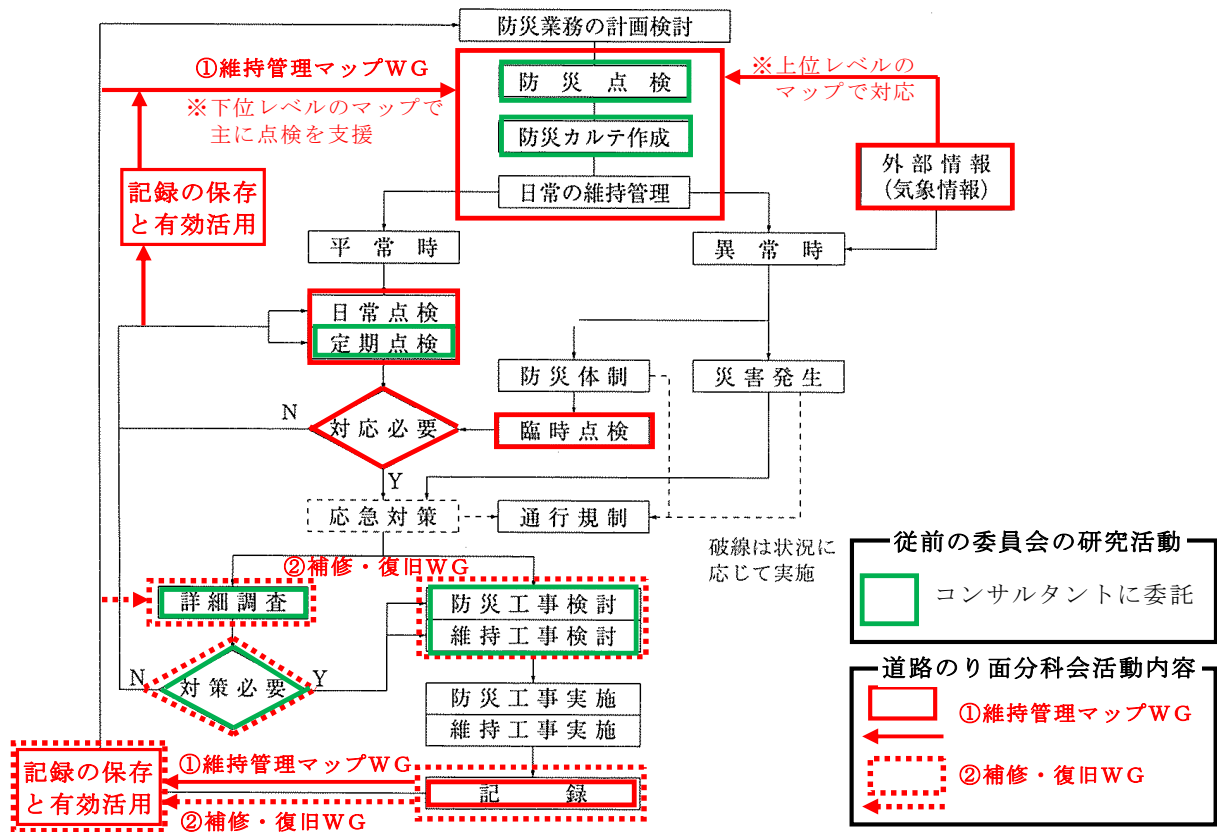 防災業務の計画検討
①維持管理マップWG
※下位レベルのマップで
主に点検を支援
防災点検
防災カルテ作成
日常の維持管理
※上位レベルの
マップで対応
外部情報
(気象情報)
記録の保存
と有効活用
平常時
異常時
日常点検
定期点検
防災体制
災害発生
N
対応必要
臨時点検
Y
応急対策
通行規制
破線は状況に
応じて実施
②補修・復旧WG
詳細調査
防災工事検討
維持工事検討
N
対策必要
Y
防災工事実施
維持工事実施
記録の保存
と有効活用
①維持管理マップWG
②補修・復旧WG
記録
従前の委員会の研究活動
コンサルタントに委託
道路のり面分科会活動内容
①維持管理マップWG
②補修・復旧WG